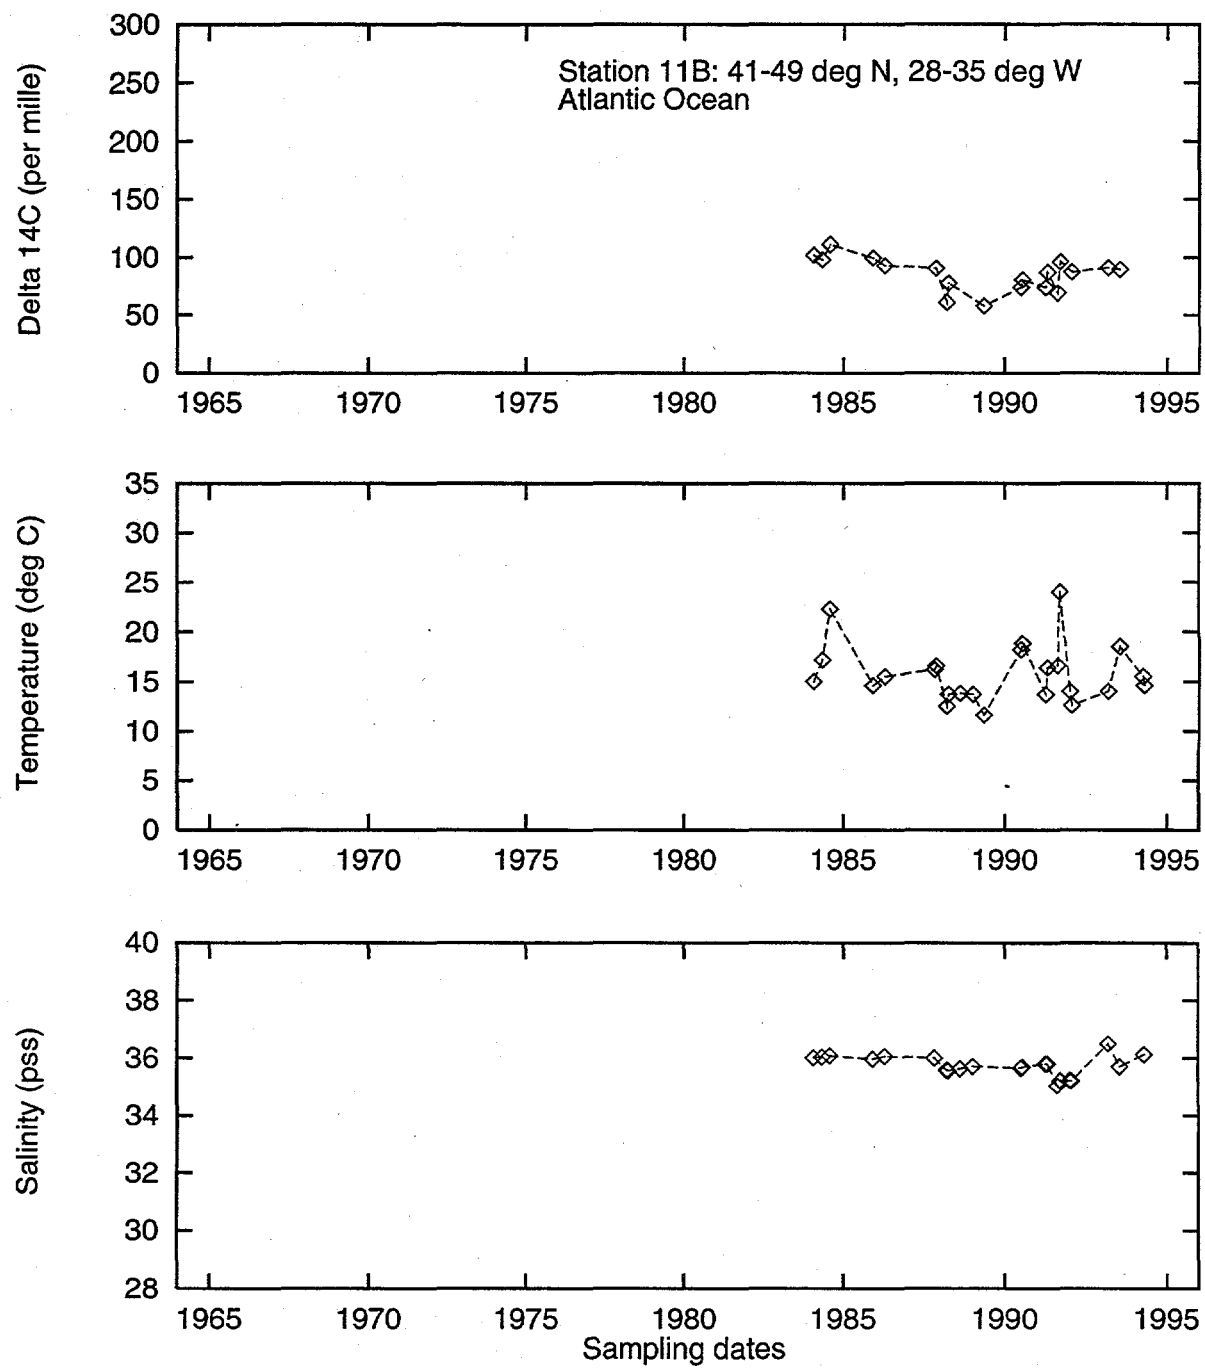 300
Station 11B: 41-49 deg N, 28-35 deg W
Atlantic Ocean
250
200
150
100
50
0
Delta 14C (per mille)
1965 1970 1975 1980 1985 1990 1995
35
30
25
20
15
10
5
0
Temperature (deg C)
1965 1970 1975 1980 1985 1990 1995
40
38
36
34
32
30
28
Salinity (pss)
1965 1970 1975 1980 1985 1990 1995
Sampling dates